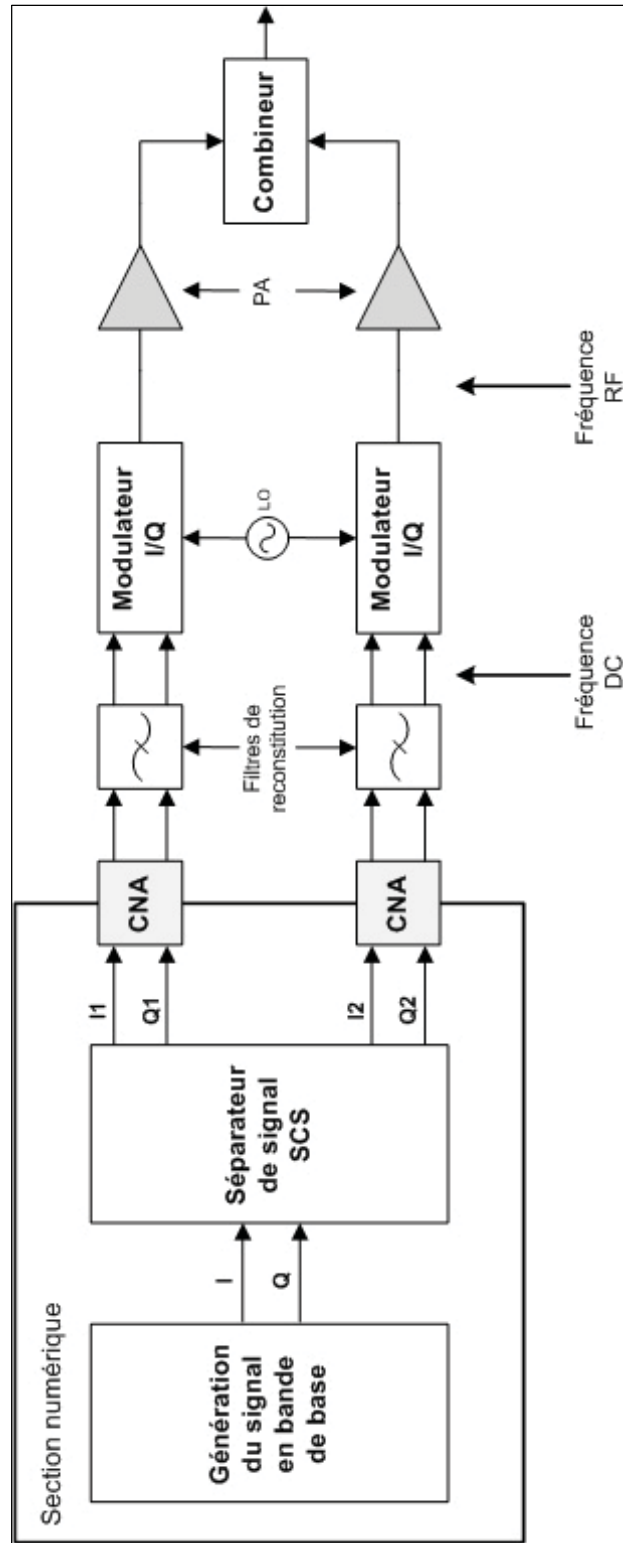 Section numérique
Génération
du signal
en bande
de base
I
Q
Séparateur
de signal
SCS
I1
Q1
I2
Q2
CNA
CNA
Filtres de
reconstitution
Modulateur
I/Q
Modulateur
I/Q
LO
Fréquence
DC
PA
Fréquence
RF
Combineur